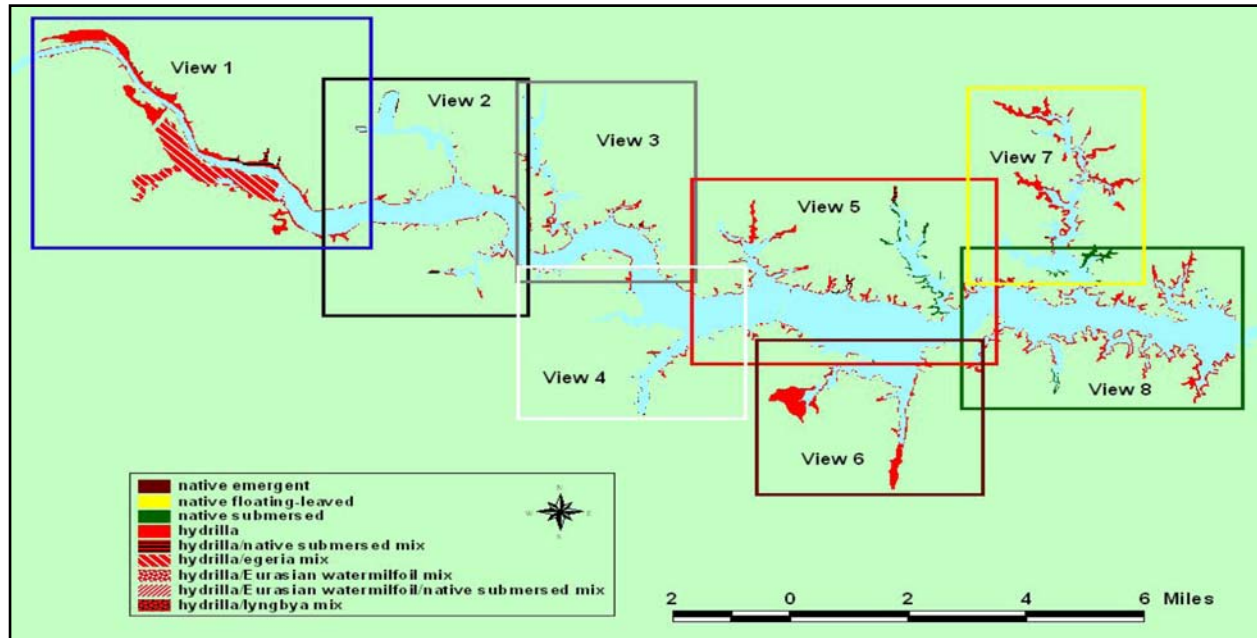 View 1
View 2
View 3
View 7
View 5
View 4
View 8
View 6
native emergent
native floating-leaved
native submersed
hydrilla
hydrilla/native submersed mix
hydrilla/egeria mix
hydrilla/Eurasian watermilfoil mix
hydrilla/Eurasian watermilfoil/native submersed mix
hydrilla/lyngbya mix
N
W E
S
2 0 2 4 6 Miles